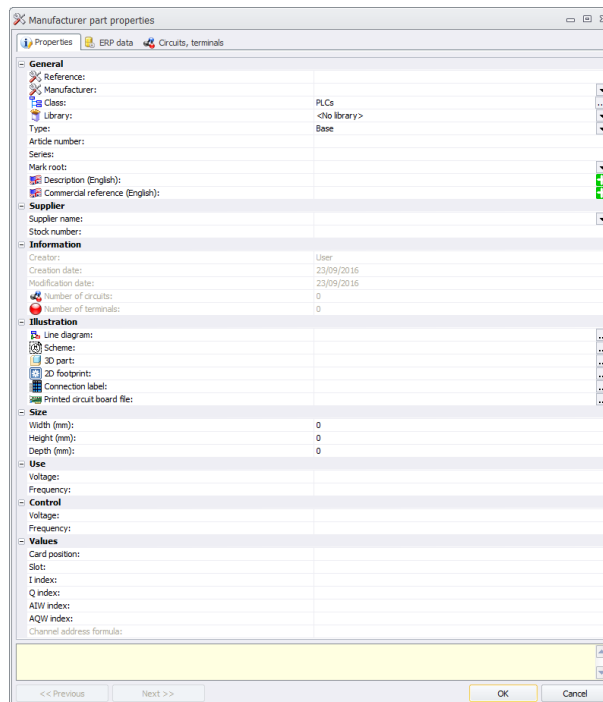 Manufacturer part properties
Properties ERP data Circuits, terminals
General
Reference:
Manufacturer:
Class: PLCs
Library: <No library>
Type: Base
Article number:
Series:
Mark root:
Description (English):
Commercial reference (English):
Supplier
Supplier name:
Stock number:
Information
Creator: User
Creation date: 23/09/2016
Modification date: 23/09/2016
Number of circuits: 0
Number of terminals: 0
Illustration
Line diagram: ...
Scheme: ...
3D part: ...
2D footprint: ...
Connection label: ...
Printed circuit board file: ...
Size
Width (mm): 0
Height (mm): 0
Depth (mm): 0
Use
Voltage:
Frequency:
Control
Voltage:
Frequency:
Values
Card position:
Slot:
I index:
Q index:
AIW index:
AQW index:
Channel address formula:
<< Previous Next >> OK Cancel